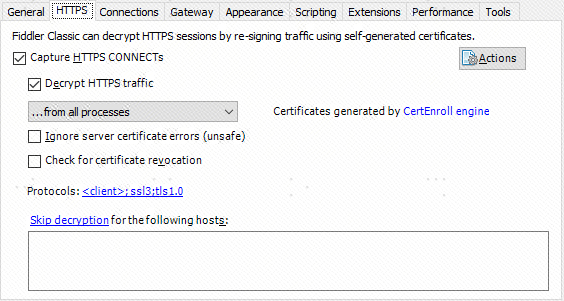 General HTTPS Connections Gateway Appearance Scripting Extensions Performance Tools
Fiddler Classic can decrypt HTTPS sessions by re-signing traffic using self-generated certificates.
Capture HTTPS CONNECTs Actions
Decrypt HTTPS traffic
...from all processes Certificates generated by CertEnroll engine
Ignore server certificate errors (unsafe)
Check for certificate revocation
Protocols: <client>; ssl3;tls1.0
Skip decryption for the following hosts: